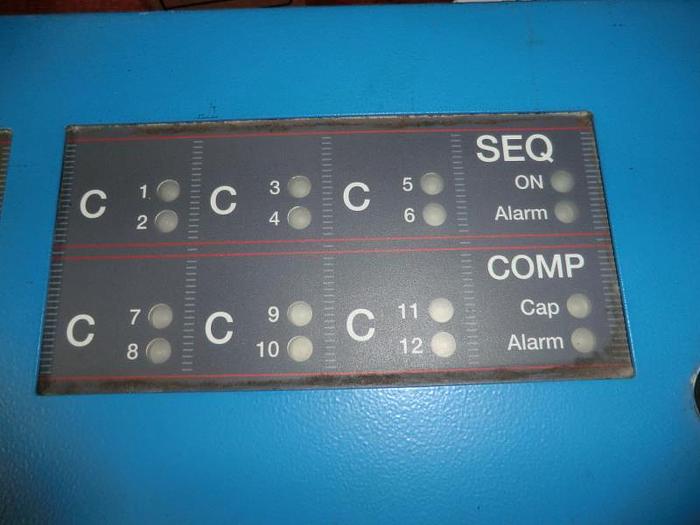 C 1 C 3 C 5 SEQ
2 4 6 ON
Alarm
C 7 C 9 C 11 COMP
8 10 12 Cap
Alarm